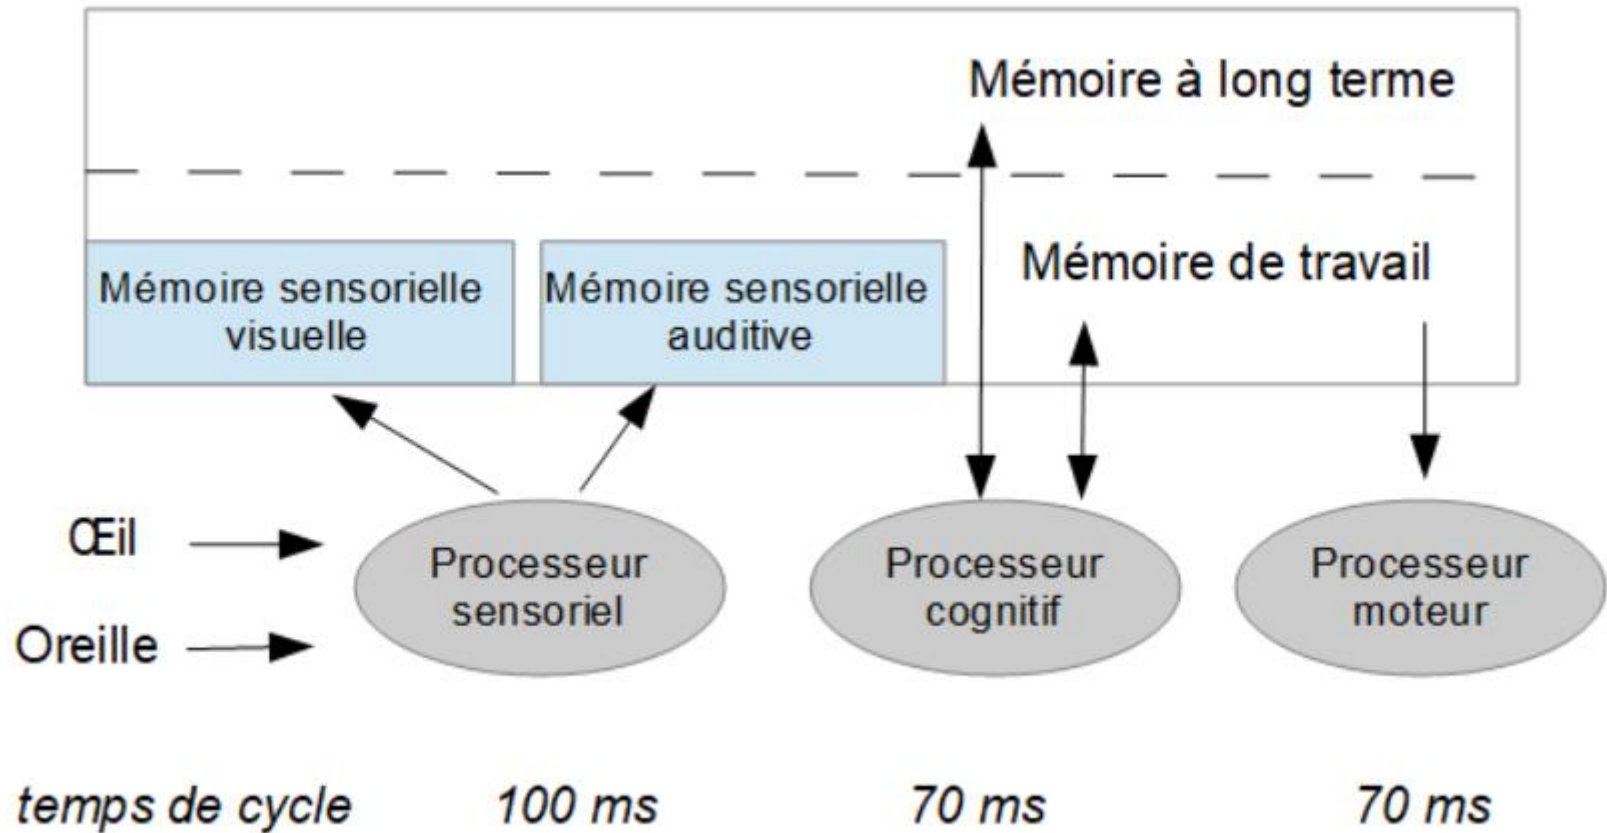 Mémoire à long terme
Mémoire de travail
Mémoire sensorielle
visuelle
Mémoire sensorielle
auditive
Œil
Oreille
Processeur
sensoriel
Processeur
cognitif
Processeur
moteur
temps de cycle 100 ms 70 ms 70 ms